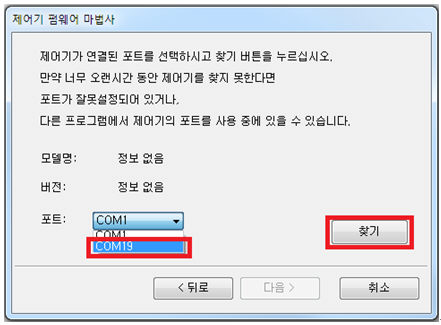 제어기 펌웨어 마법사
제어기가 연결된 포트를 선택하시고 찾기 버튼을 누르십시오.
만약 너무 오랜시간 동안 제어기를 찾지 못한다면
포트가 잘못설정되어 있거나,
다른 프로그램에서 제어기의 포트를 사용 중에 있을 수 있습니다.
모델명: 정보 없음
버전: 정보 없음
포트: COM1
찾기
COM1
COM19
< 뒤로 다음 > 취소